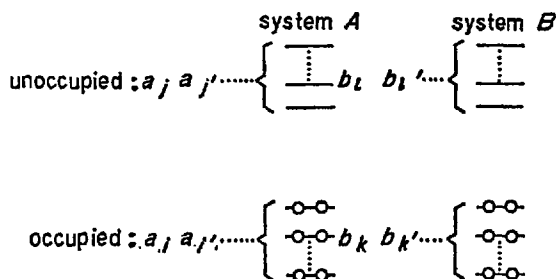 system A system B
unoccupied : a_j a_j' ...... b_l b_l' ......
occupied : a_i a_i' ...... b_k b_k' ......